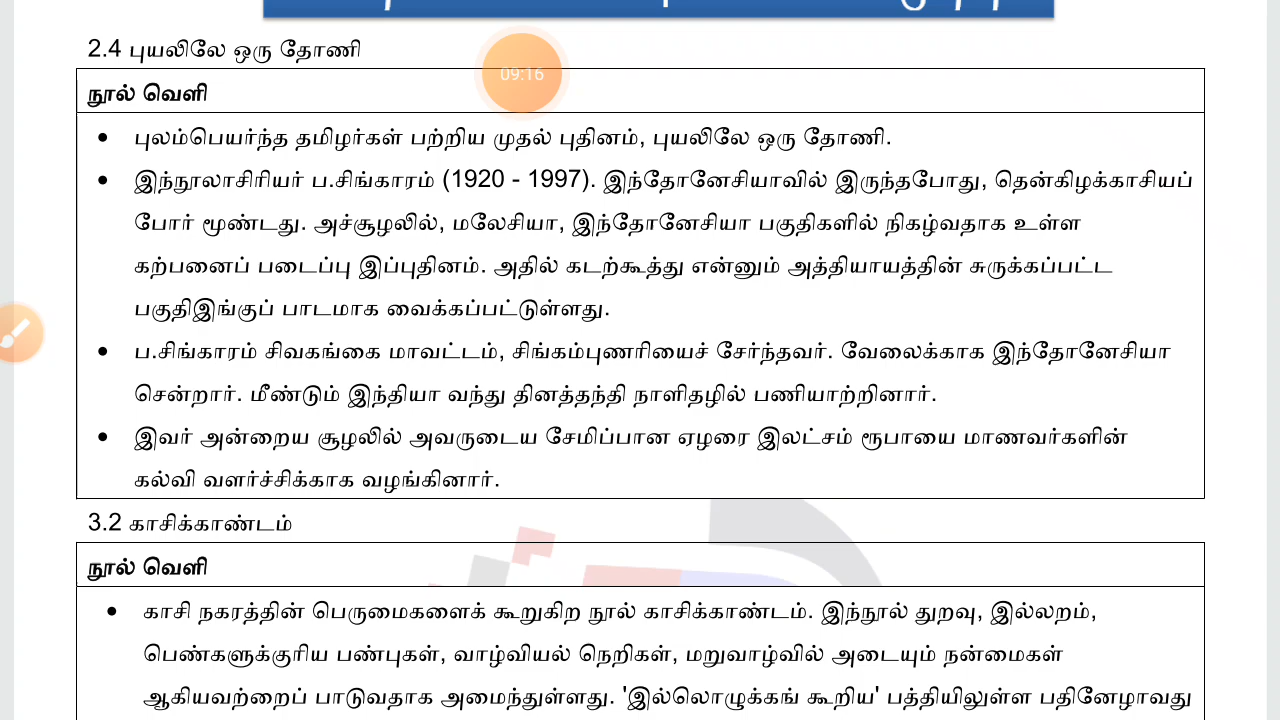 2.4 புயலிலே ஒரு தோணி
09:16
நூல் வெளி
• புலம்பெயர்ந்த தமிழர்கள் பற்றிய முதல் புதினம், புயலிலே ஒரு தோணி.
• இந்நூலாசிரியர் ப.சிங்காரம் (1920 - 1997). இந்தோனேசியாவில் இருந்தபோது, தென்கிழக்காசியப்
போர் மூண்டது. அச்சூழலில், மலேசியா, இந்தோனேசியா பகுதிகளில் நிகழ்வதாக உள்ள
கற்பனைப் படைப்பு இப்புதினம். அதில் கடற்கூத்து என்னும் அத்தியாயத்தின் சுருக்கப்பட்ட
பகுதிஇங்குப் பாடமாக வைக்கப்பட்டுள்ளது.
• ப.சிங்காரம் சிவகங்கை மாவட்டம், சிங்கம்புணரியைச் சேர்ந்தவர். வேலைக்காக இந்தோனேசியா
சென்றார். மீண்டும் இந்தியா வந்து தினத்தந்தி நாளிதழில் பணியாற்றினார்.
• இவர் அன்றைய சூழலில் அவருடைய சேமிப்பான ஏழரை இலட்சம் ரூபாயை மாணவர்களின்
கல்வி வளர்ச்சிக்காக வழங்கினார்.
3.2 காசிக்காண்டம்
நூல் வெளி
• காசி நகரத்தின் பெருமைகளைக் கூறுகிற நூல் காசிக்காண்டம். இந்நூல் துறவு, இல்லறம்,
பெண்களுக்குரிய பண்புகள், வாழ்வியல் நெறிகள், மறுவாழ்வில் அடையும் நன்மைகள்
ஆகியவற்றைப் பாடுவதாக அமைந்துள்ளது. 'இல்லொழுக்கங் கூறிய' பத்தியிலுள்ள பதினேழாவது